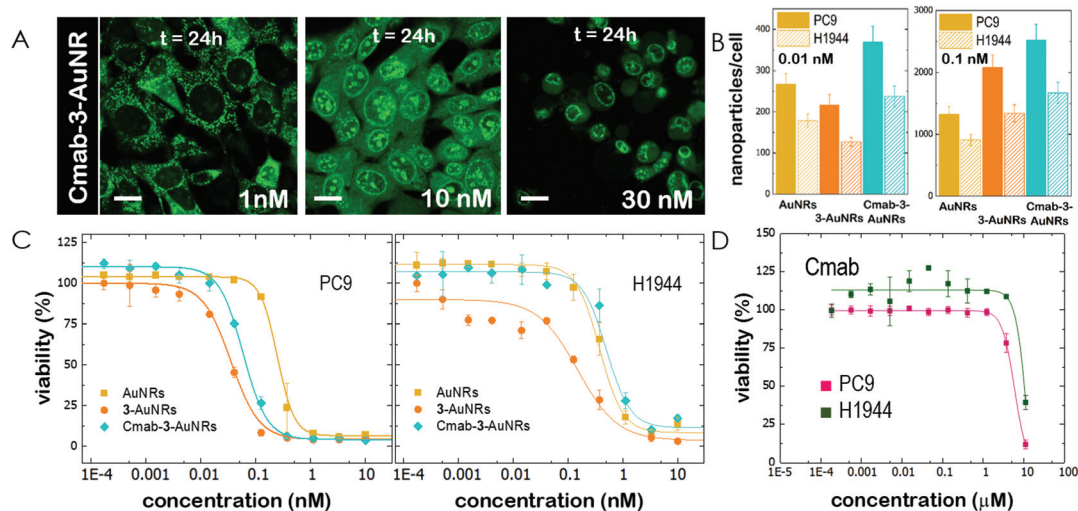 A
Cmab-3-AuNR
t = 24h
1nM
t = 24h
10 nM
t = 24h
30 nM
B
nanoparticles/cell
400
300
200
100
0
PC9
H1944
0.01 nM
AuNRs
3-AuNRs
Cmab-3-
AuNRs
3000
2000
1000
0
PC9
H1944
0.1 nM
AuNRs
3-AuNRs
Cmab-3-
AuNRs
C
viability (%)
125
100
75
50
25
0
PC9
AuNRs
3-AuNRs
Cmab-3-AuNRs
1E-4
0.001
0.01
0.1
1
10
concentration (nM)
H1944
AuNRs
3-AuNRs
Cmab-3-AuNRs
1E-4
0.001
0.01
0.1
1
10
concentration (nM)
D
viability (%)
150
125
100
75
50
25
0
Cmab
PC9
H1944
1E-5
1E-4
0.001
0.01
0.1
1
10
100
concentration (μM)